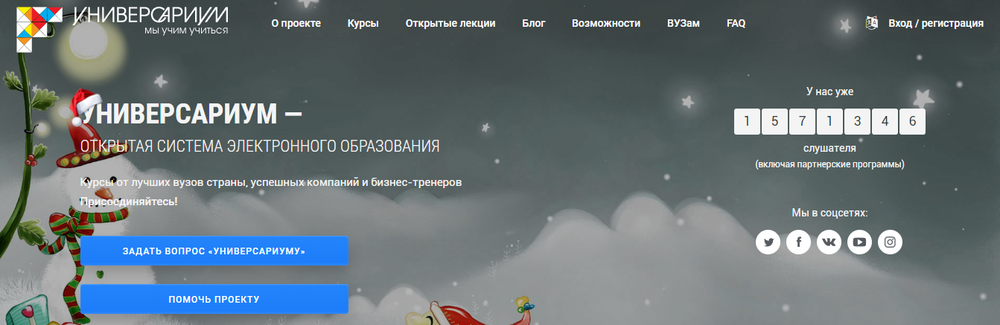 УНИВЕРСАРИУМ
мы учим учиться
О проекте
Курсы
Открытые лекции
Блог
Возможности
ВУЗам
FAQ
Вход / регистрация
УНИВЕРСАРИУМ —
ОТКРЫТАЯ СИСТЕМА ЭЛЕКТРОННОГО ОБРАЗОВАНИЯ
Курсы от лучших вузов страны, успешных компаний и бизнес-тренеров
Присоединяйтесь!
ЗАДАТЬ ВОПРОС «УНИВЕРСАРИУМУ»
ПОМОЧЬ ПРОЕКТУ
У нас уже
1 5 7 1 3 4 6
слушателя
(включая партнерские программы)
Мы в соцсетях: